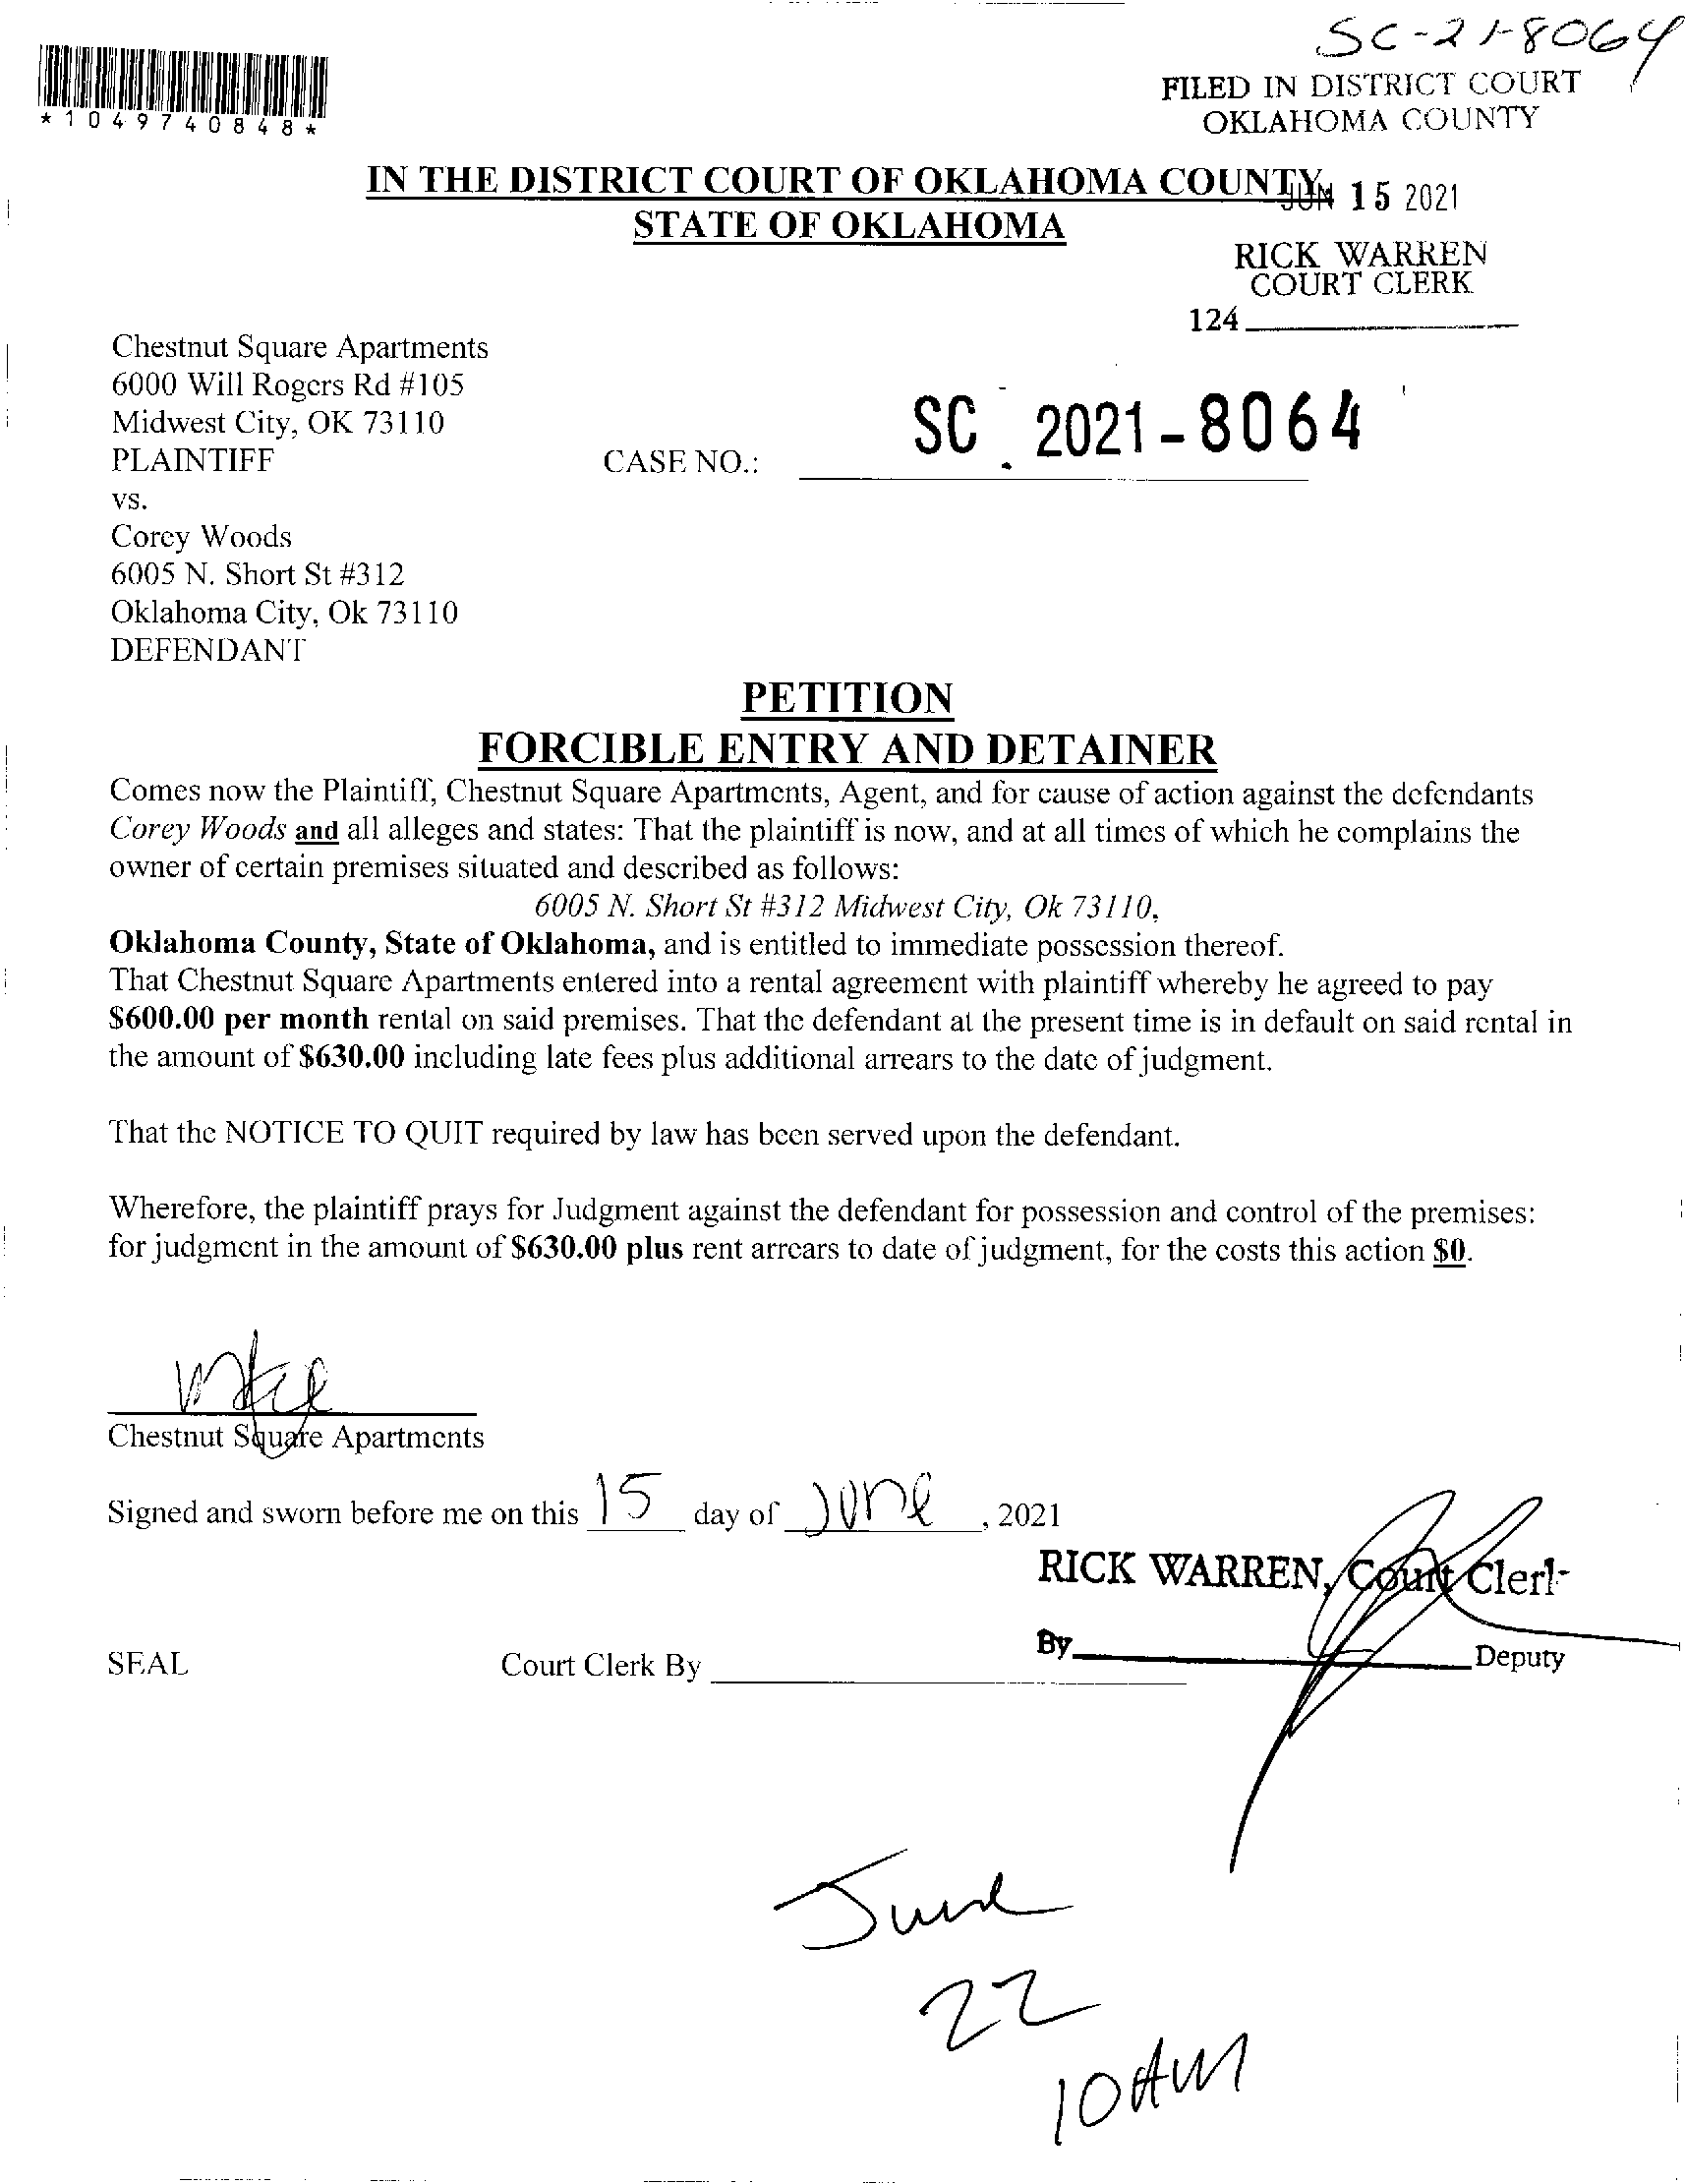 SC-21-8064
FILED IN DISTRICT COURT
OKLAHOMA COUNTY
*1049740848*
IN THE DISTRICT COURT OF OKLAHOMA COUNTY
JUN 15 2021
STATE OF OKLAHOMA
RICK WARREN
COURT CLERK
124
Chestnut Square Apartments
6000 Will Rogers Rd #105
Midwest City, OK 73110
PLAINTIFF
CASE NO.: SC 2021-8064
vs.
Corey Woods
6005 N. Short St #312
Oklahoma City, Ok 73110
DEFENDANT
PETITION
FORCIBLE ENTRY AND DETAINER
Comes now the Plaintiff, Chestnut Square Apartments, Agent, and for cause of action against the defendants
Corey Woods and all alleges and states: That the plaintiff is now, and at all times of which he complains the
owner of certain premises situated and described as follows:
6005 N. Short St #312 Midwest City, Ok 73110,
Oklahoma County, State of Oklahoma, and is entitled to immediate possession thereof.
That Chestnut Square Apartments entered into a rental agreement with plaintiff whereby he agreed to pay
$600.00 per month rental on said premises. That the defendant at the present time is in default on said rental in
the amount of $630.00 including late fees plus additional arrears to the date of judgment.
That the NOTICE TO QUIT required by law has been served upon the defendant.
Wherefore, the plaintiff prays for Judgment against the defendant for possession and control of the premises:
for judgment in the amount of $630.00 plus rent arrears to date of judgment, for the costs this action $0.
Chestnut Square Apartments
Signed and sworn before me on this 15 day of June, 2021
RICK WARREN, Court Clerk
By Deputy
SEAL Court Clerk By
June
22
10 AM